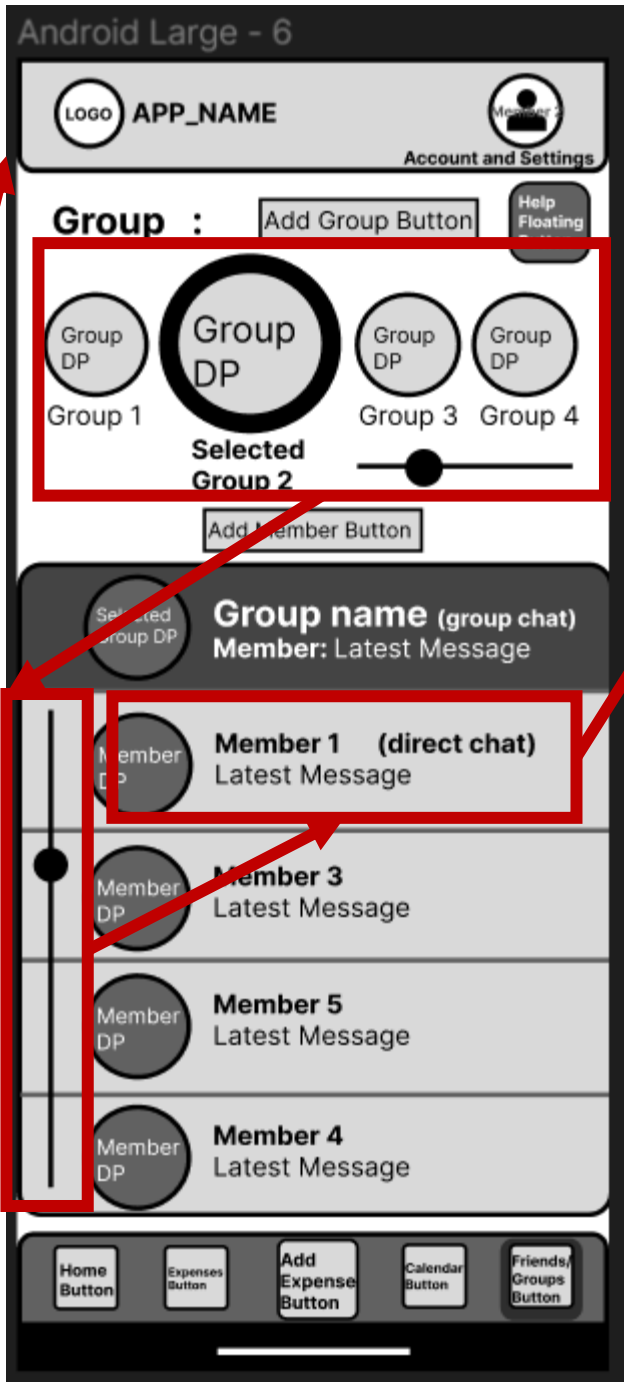 Android Large - 6
LOGO
APP_NAME
Member 2
Account and Settings
Group :
Add Group Button
Help
Floating
Group
DP
Group 1
Group
DP
Selected
Group 2
Group
DP
Group 3
Group
DP
Group 4
Add Member Button
Selected
Group DP
Group name (group chat)
Member: Latest Message
Member
DP
Member 1 (direct chat)
Latest Message
Member
DP
Member 3
Latest Message
Member
DP
Member 5
Latest Message
Member
DP
Member 4
Latest Message
Home
Button
Expenses
Button
Add
Expense
Button
Calendar
Button
Friends/
Groups
Button